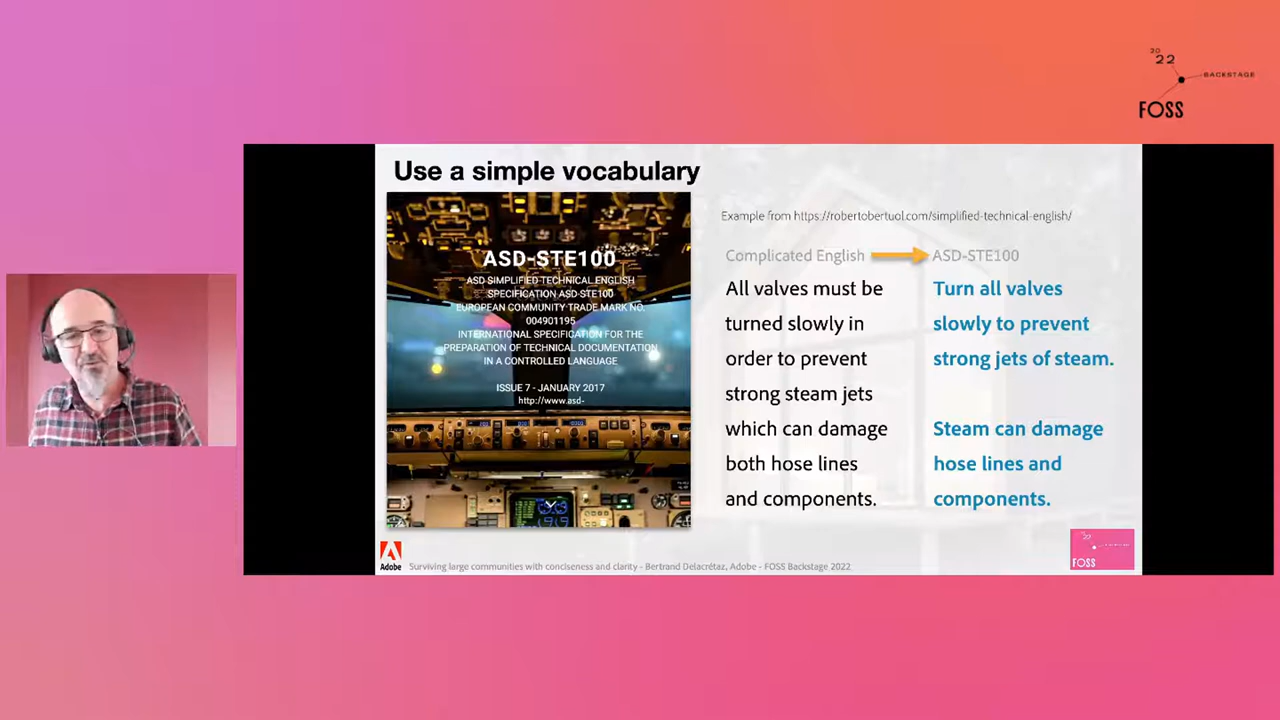 20
22
BACKSTAGE
FOSS
Use a simple vocabulary
ASD-STE100
ASD SIMPLIFIED TECHNICAL ENGLISH
SPECIFICATION ASD-STE100
EUROPEAN COMMUNITY TRADE MARK NO.
004901195
INTERNATIONAL SPECIFICATION FOR THE
PREPARATION OF TECHNICAL DOCUMENTATION
IN A CONTROLLED LANGUAGE
ISSUE 7 - JANUARY 2017
http://www.asd-
Example from https://robertobertuol.com/simplified-technical-english/
Complicated English
All valves must be
turned slowly in
order to prevent
strong steam jets
which can damage
both hose lines
and components.
ASD-STE100
Turn all valves
slowly to prevent
strong jets of steam.
Steam can damage
hose lines and
components.
Adobe
Surviving large communities with conciseness and clarity - Bertrand Delacrétaz, Adobe - FOSS Backstage 2022
22
FOSS